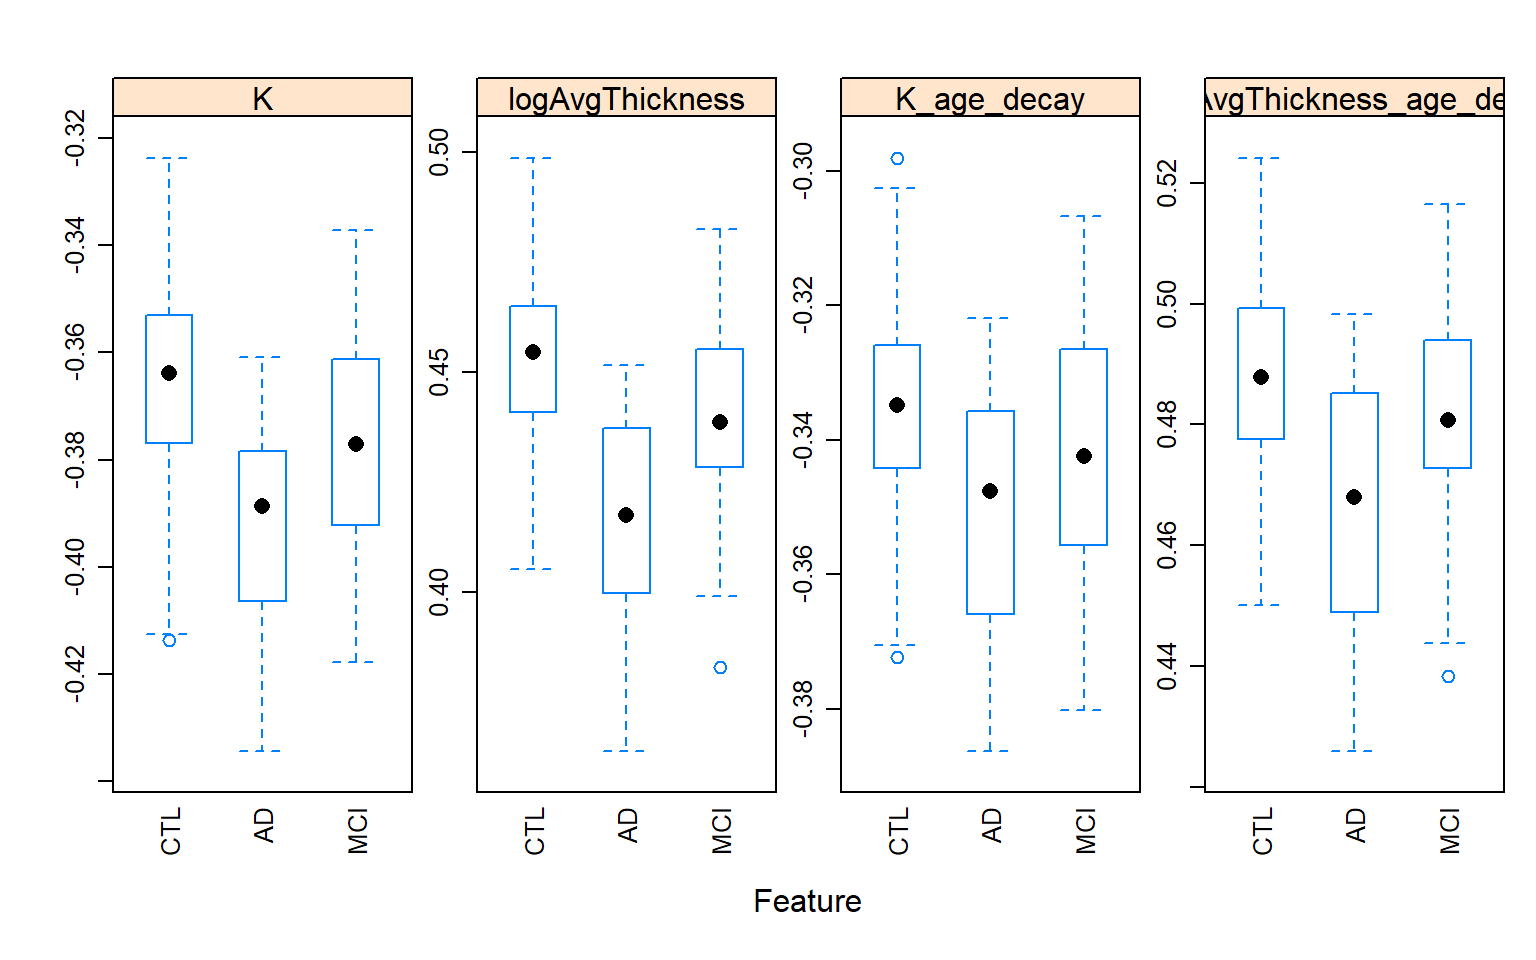 K
logAvgThickness
K_age_decay
AvgThickness_age_de
-0.32
-0.34
-0.36
-0.38
-0.40
-0.42
0.50
0.45
0.40
-0.30
-0.32
-0.34
-0.36
-0.38
0.52
0.50
0.48
0.46
0.44
CTL
AD
MCI
CTL
AD
MCI
CTL
AD
MCI
CTL
AD
MCI
Feature